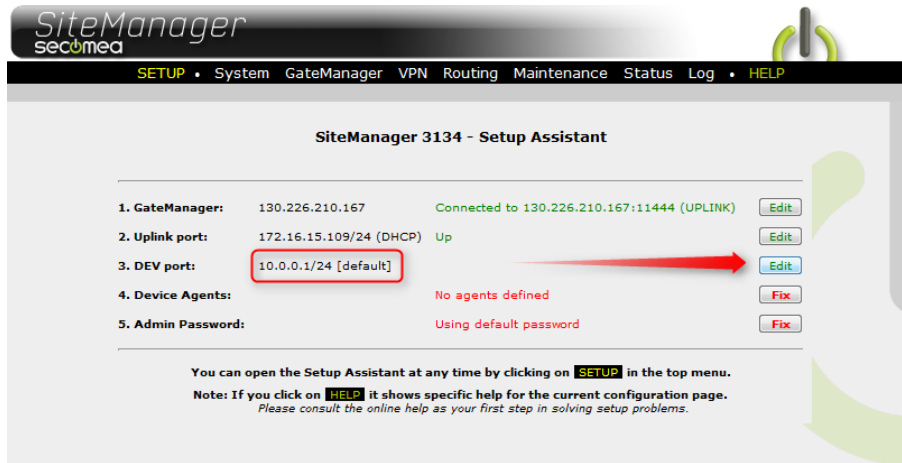 SiteManager
secomea
SETUP • System GateManager VPN Routing Maintenance Status Log • HELP
SiteManager 3134 - Setup Assistant
1. GateManager: 130.226.210.167 Connected to 130.226.210.167:11444 (UPLINK) Edit
2. Uplink port: 172.16.15.109/24 (DHCP) Up Edit
3. DEV port: 10.0.0.1/24 [default] Edit
4. Device Agents: No agents defined Fix
5. Admin Password: Using default password Fix
You can open the Setup Assistant at any time by clicking on SETUP in the top menu.
Note: If you click on HELP it shows specific help for the current configuration page.
Please consult the online help as your first step in solving setup problems.